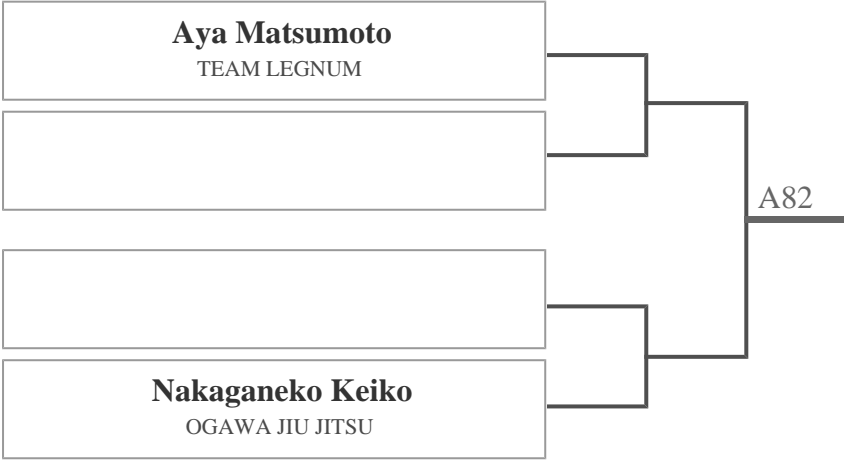 Aya Matsumoto
TEAM LEGNUM
A82
Nakaganeko Keiko
OGAWA JIU JITSU